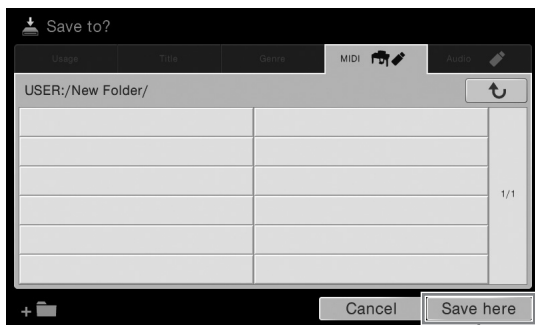 Save to?
Usage Title Genre MIDI Audio
USER:/New Folder/
1/1
+
Cancel Save here